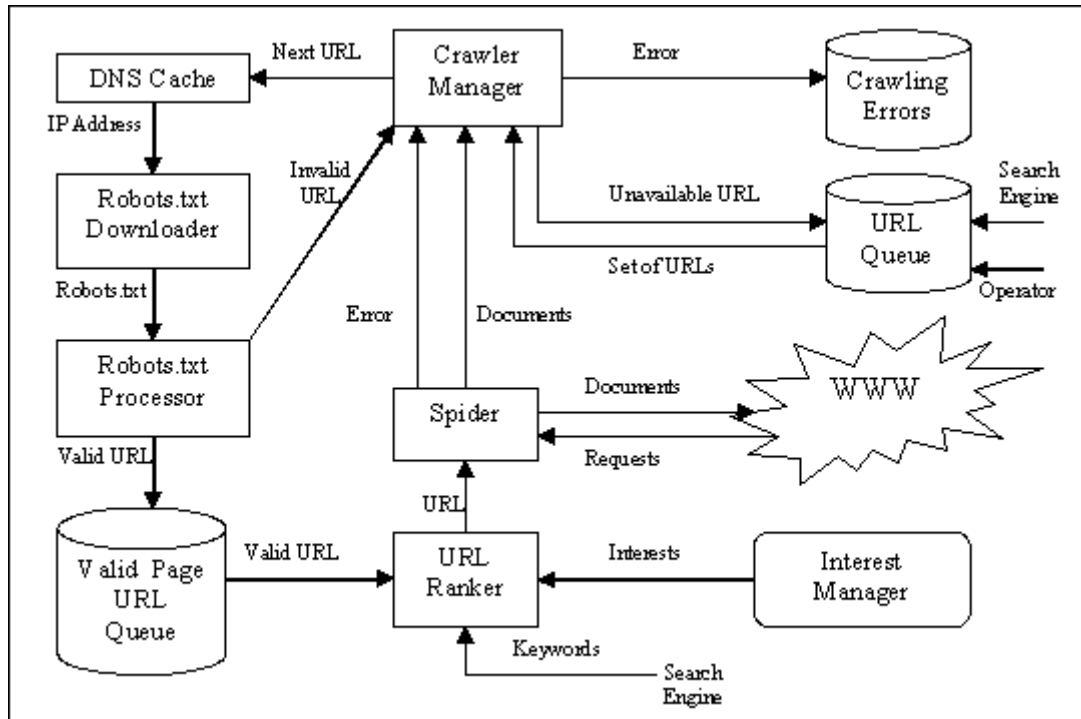 Next URL
Crawler
Manager
Error
DNS Cache
Crawling
Errors
IP Address
Invalid
URL
Search
Engine
Robots.txt
Downloader
Unavailable URL
URL
Queue
Set of URLs
Operator
Robots.txt
Error
Documents
Robots.txt
Processor
Documents
WWW
Spider
Requests
Valid URL
URL
Valid Page
URL
Queue
Valid URL
URL
Ranker
Interests
Interest
Manager
Keywords
Search
Engine